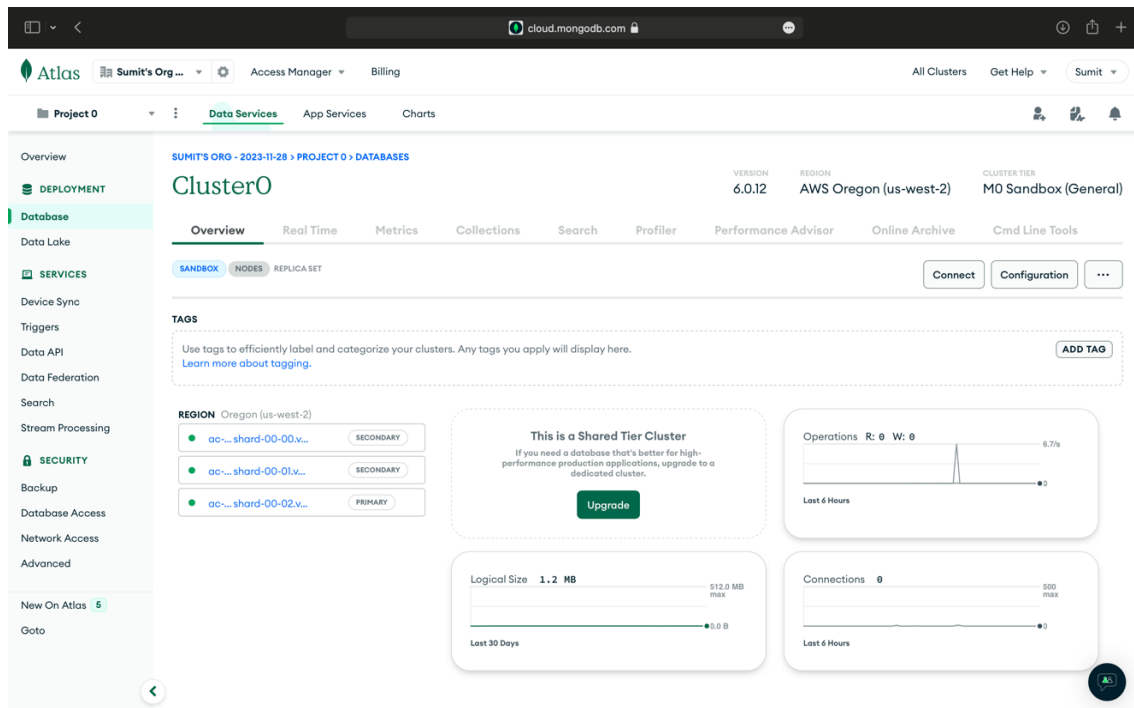 cloud.mongodb.com
Atlas Sumit's Org ... Access Manager Billing All Clusters Get Help Sumit
Project 0 Data Services App Services Charts
Overview
DEPLOYMENT
Database
Data Lake
SERVICES
Device Sync
Triggers
Data API
Data Federation
Search
Stream Processing
SECURITY
Backup
Database Access
Network Access
Advanced
New On Atlas 5
Goto
SUMIT'S ORG - 2023-11-28 > PROJECT 0 > DATABASES
Cluster0
VERSION
6.0.12
REGION
AWS Oregon (us-west-2)
CLUSTER TIER
M0 Sandbox (General)
Overview Real Time Metrics Collections Search Profiler Performance Advisor Online Archive Cmd Line Tools
SANDBOX NODES REPLICA SET
Connect Configuration ...
TAGS
Use tags to efficiently label and categorize your clusters. Any tags you apply will display here.
Learn more about tagging.
ADD TAG
REGION Oregon (us-west-2)
ac-... shard-00-00.v... SECONDARY
ac-... shard-00-01.v... SECONDARY
ac-... shard-00-02.v... PRIMARY
This is a Shared Tier Cluster
If you need a database that's better for high-
performance production applications, upgrade to a
dedicated cluster.
Upgrade
Operations R: 0 W: 0
6.7/s
0
Last 6 Hours
Logical Size 1.2 MB
512.0 MB
max
0.0 B
Last 30 Days
Connections 0
500
max
0
Last 6 Hours